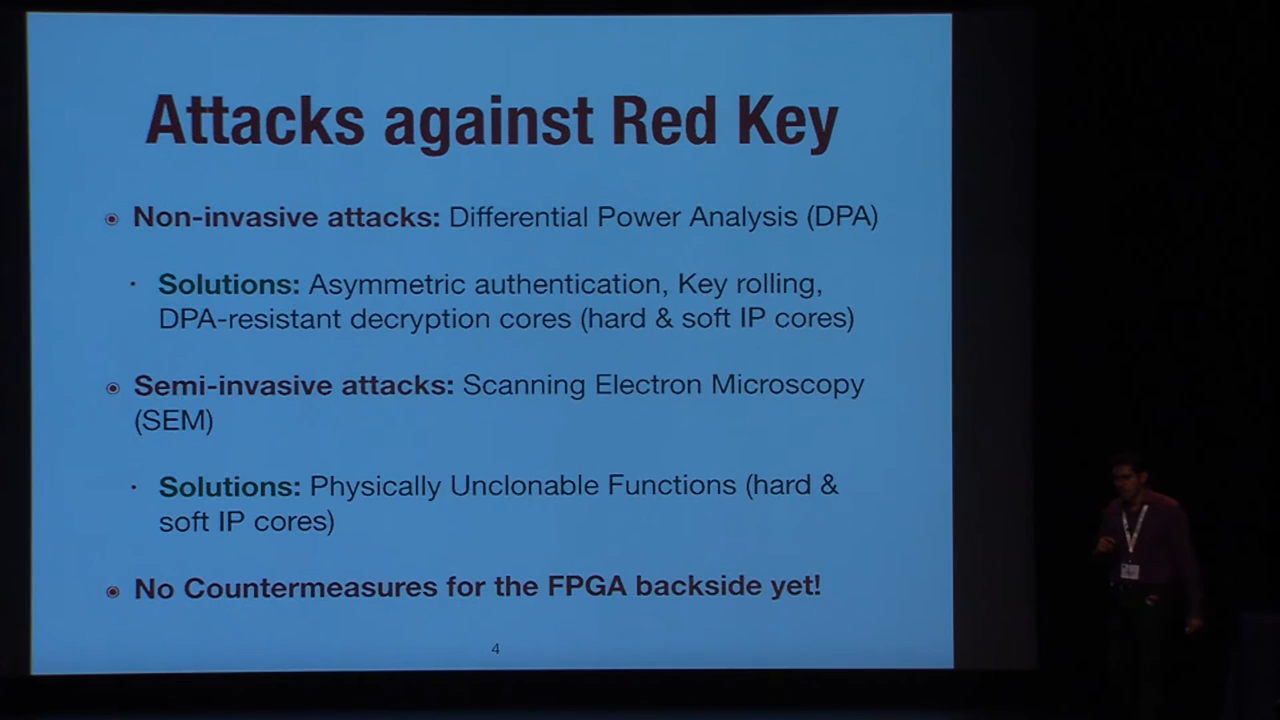 Attacks against Red Key
Non-invasive attacks: Differential Power Analysis (DPA)
Solutions: Asymmetric authentication, Key rolling,
DPA-resistant decryption cores (hard & soft IP cores)
Semi-invasive attacks: Scanning Electron Microscopy
(SEM)
Solutions: Physically Unclonable Functions (hard &
soft IP cores)
No Countermeasures for the FPGA backside yet!
4